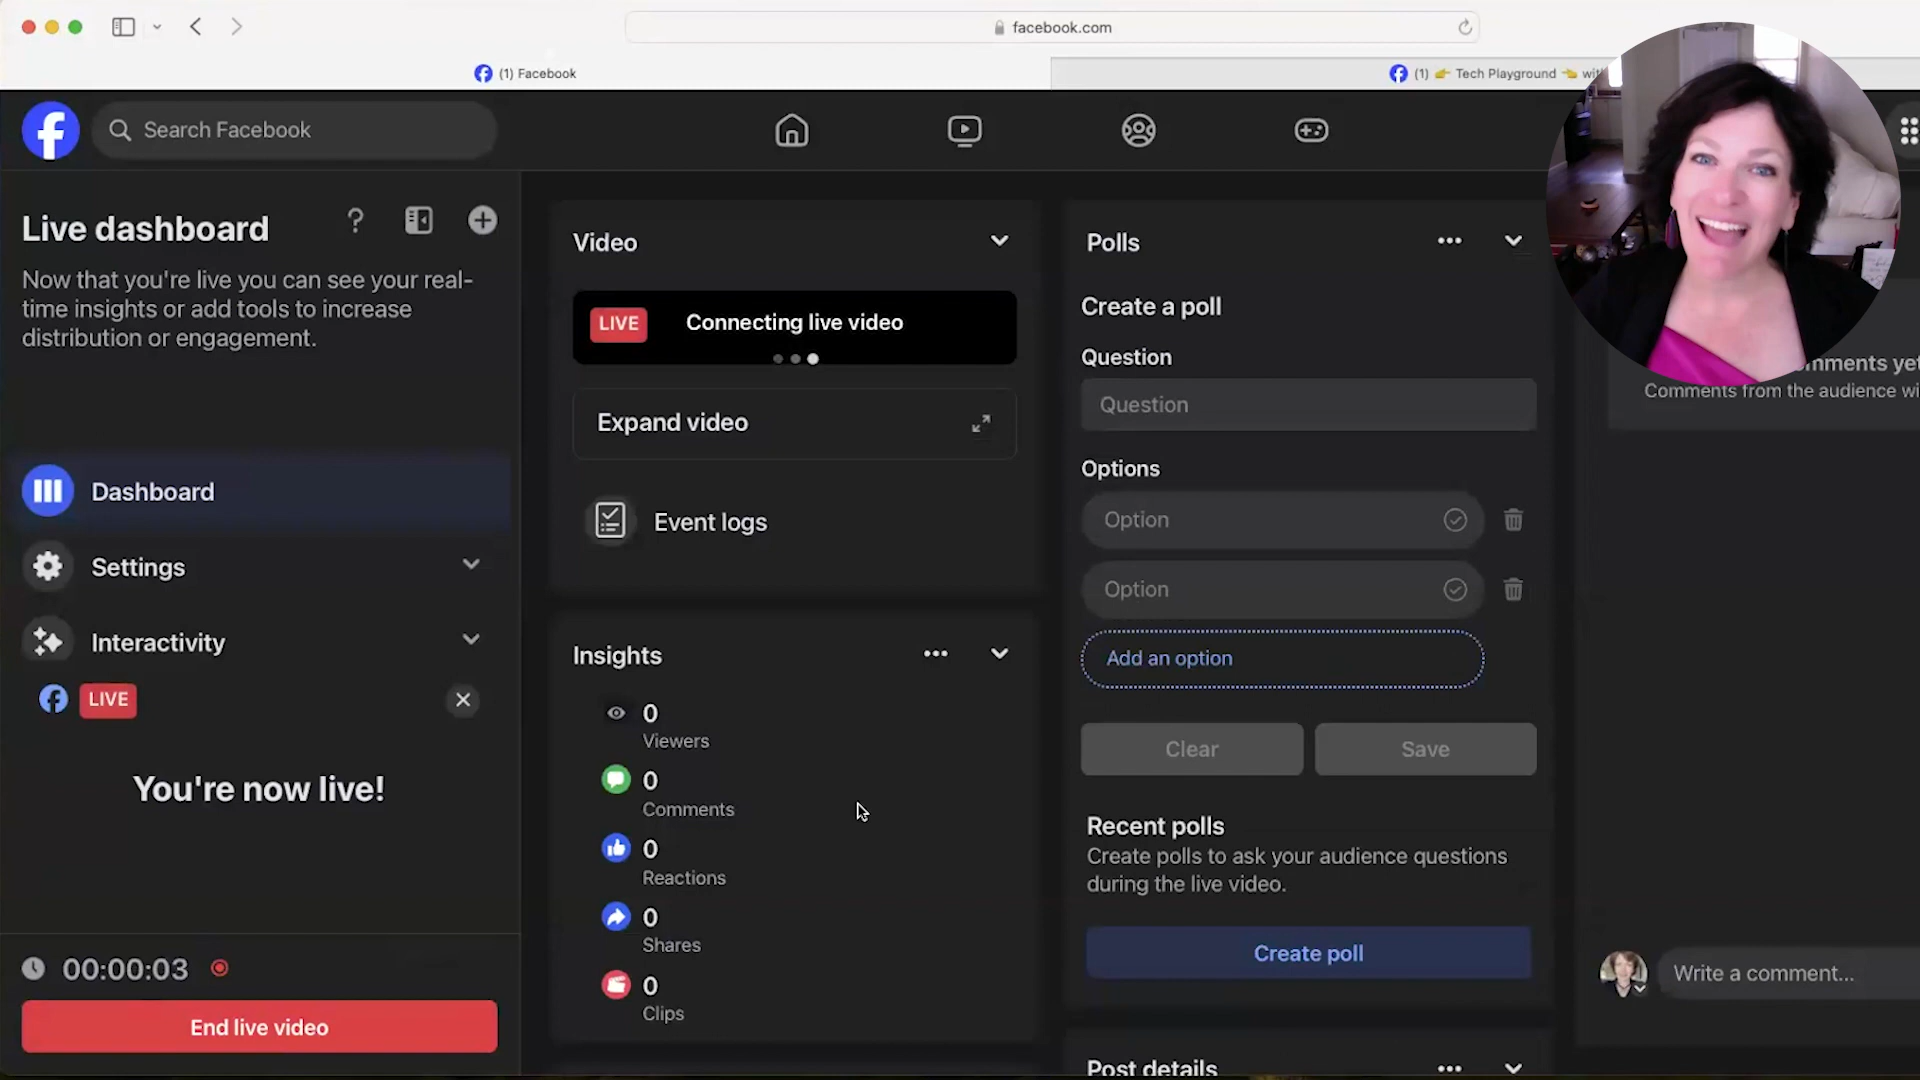 facebook.com
(1) Facebook
(1) 👉 Tech Playground 👈 wit
Search Facebook
Live dashboard
Now that you're live you can see your real-
time insights or add tools to increase
distribution or engagement.
Dashboard
Settings
Interactivity
LIVE
You're now live!
00:00:03
End live video
Video
LIVE
Connecting live video
Expand video
Event logs
Insights
0
Viewers
0
Comments
0
Reactions
0
Shares
0
Clips
Polls
Create a poll
Question
Question
Options
Option
Option
Add an option
Clear
Save
Recent polls
Create polls to ask your audience questions
during the live video.
Create poll
Post details
mments yet
Comments from the audience wi
Write a comment...